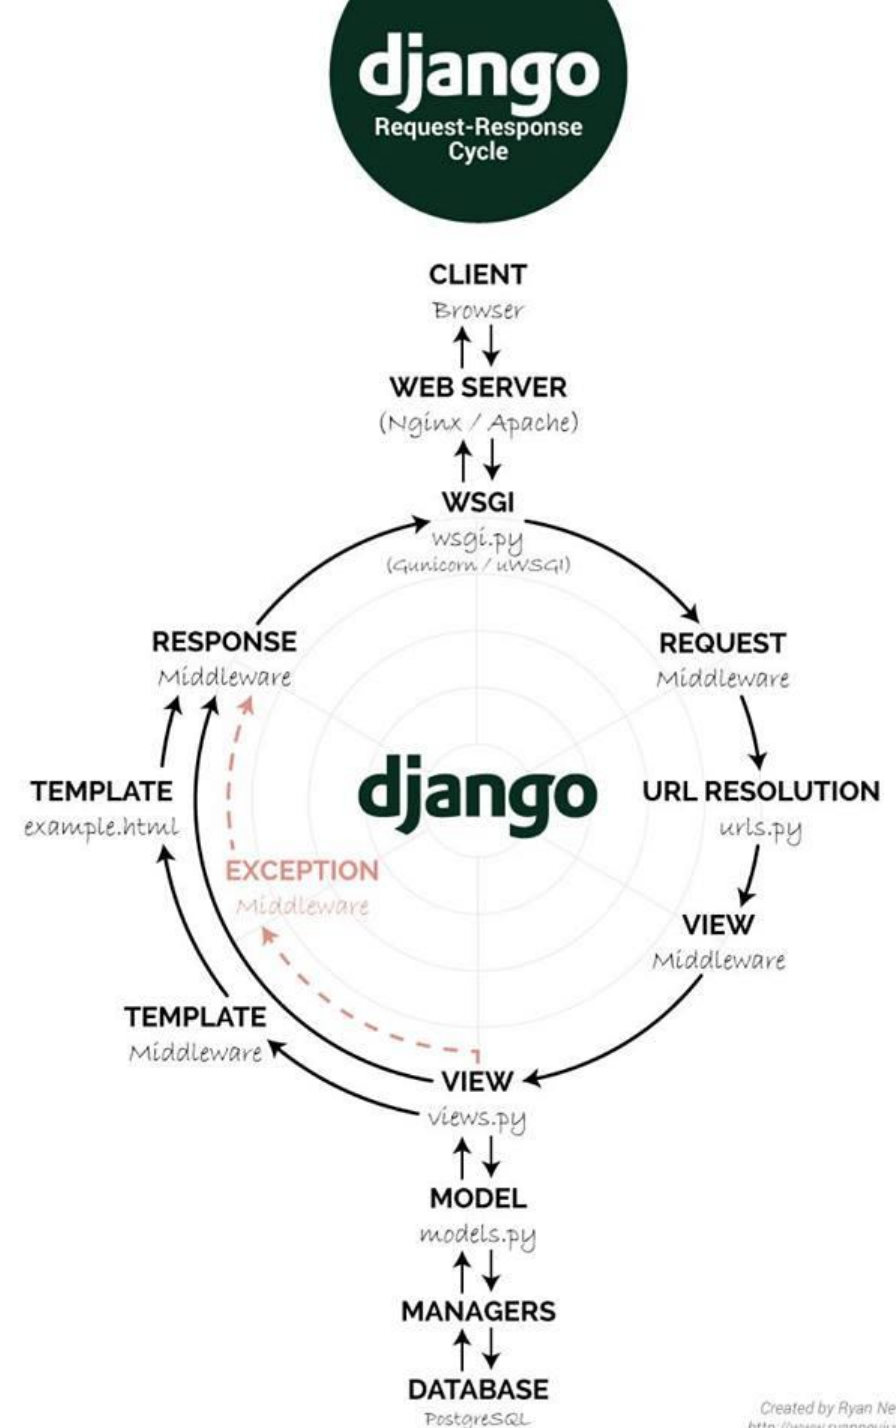 django
Request-Response
Cycle
CLIENT
Browser
WEB SERVER
(Nginx / Apache)
WSGI
wsgi.py
(Gunicorn / uWSGI)
RESPONSE
Middleware
REQUEST
Middleware
TEMPLATE
example.html
django
URL RESOLUTION
urls.py
EXCEPTION
Middleware
VIEW
Middleware
TEMPLATE
Middleware
VIEW
views.py
MODEL
models.py
MANAGERS
DATABASE
PostgreSQL
Created by Ryan Ne